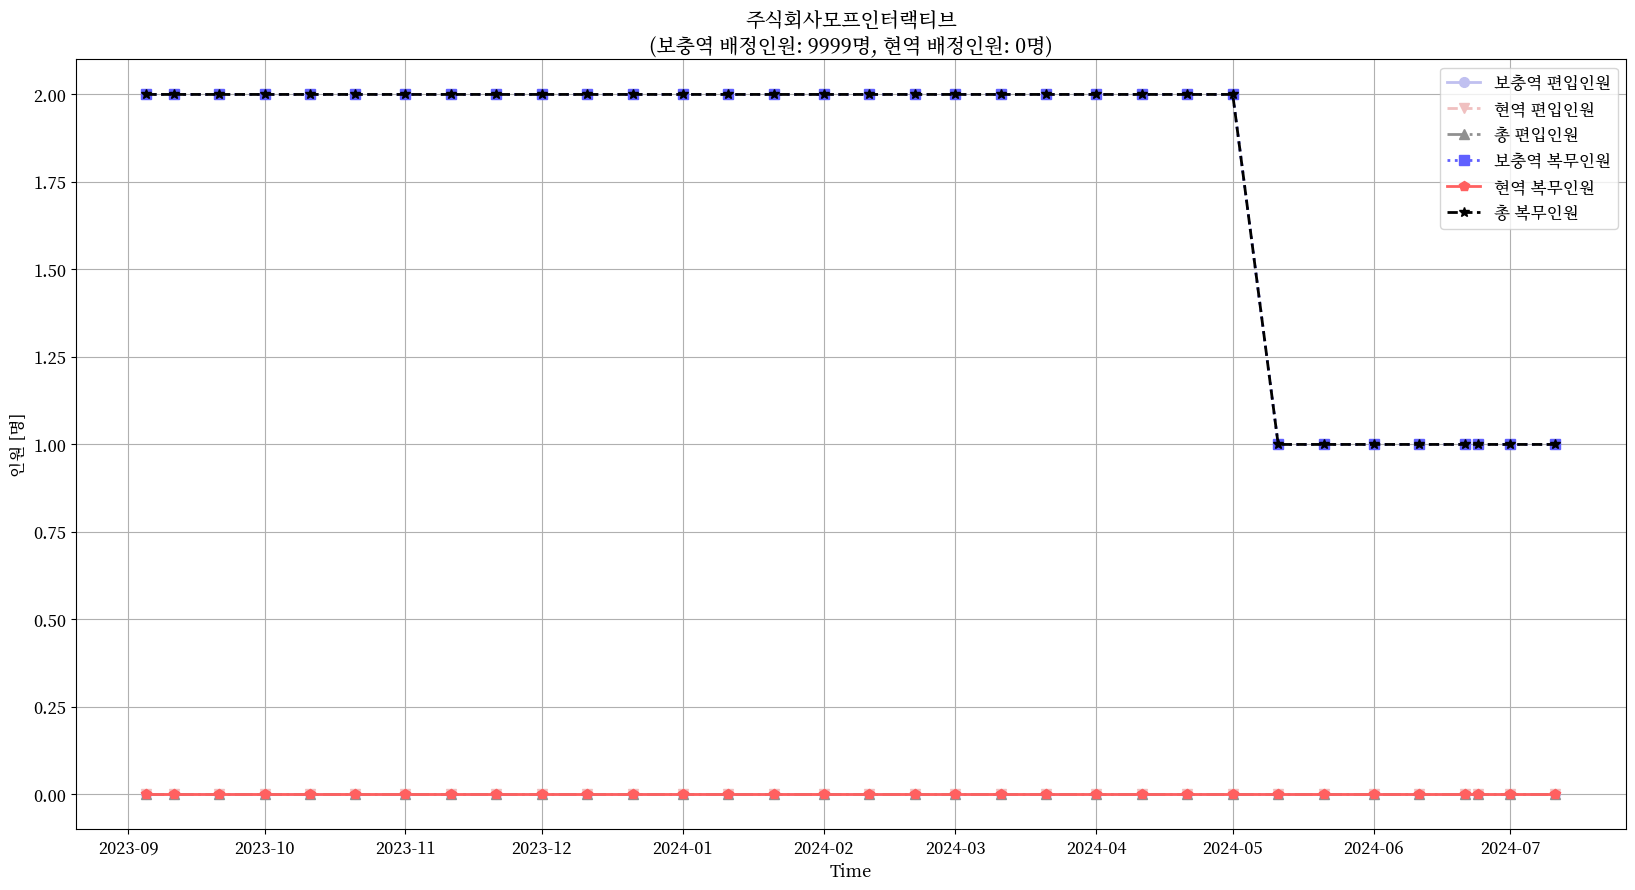 주식회사모프인터랙티브
(보충역 배정인원: 9999명, 현역 배정인원: 0명)
보충역 편입인원
현역 편입인원
총 편입인원
보충역 복무인원
현역 복무인원
총 복무인원
인원 [명]
2.00
1.75
1.50
1.25
1.00
0.75
0.50
0.25
0.00
2023-09
2023-10
2023-11
2023-12
2024-01
2024-02
2024-03
2024-04
2024-05
2024-06
2024-07
Time